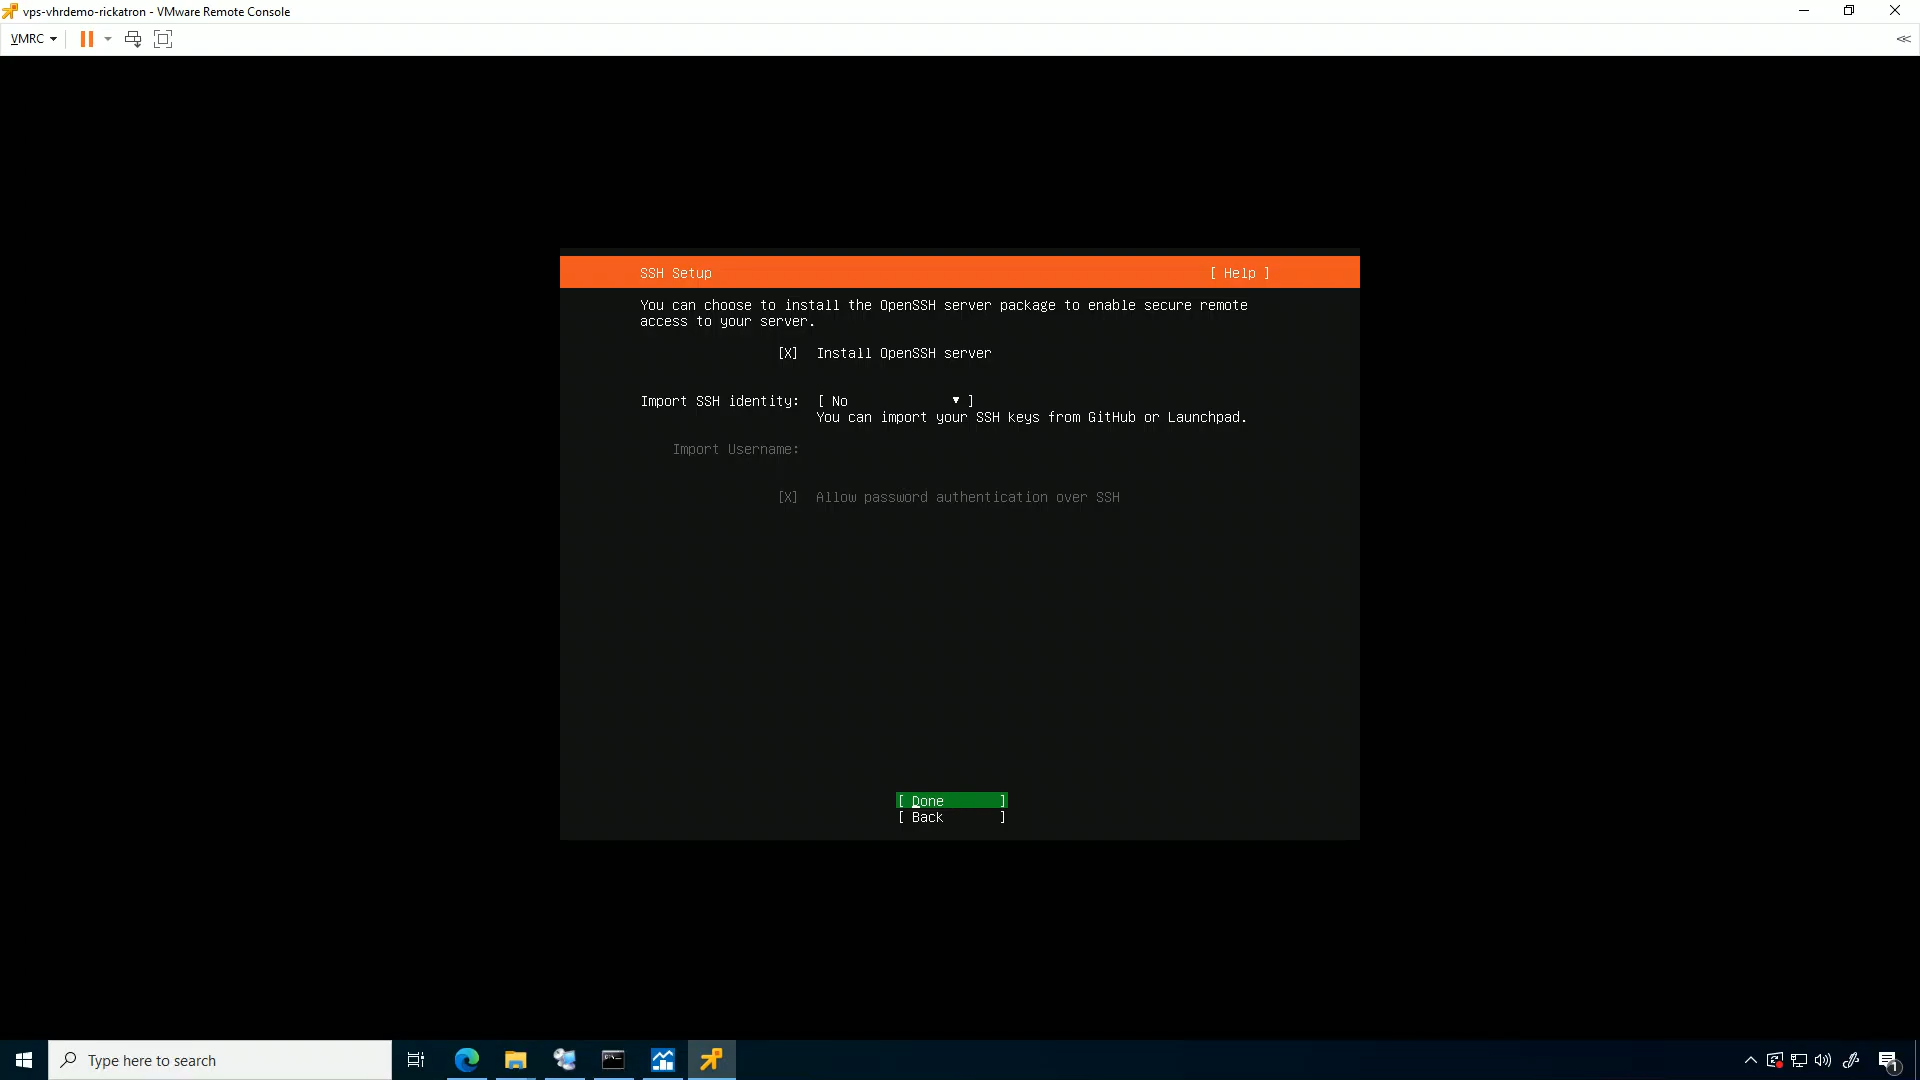 vps-vhrdemo-rickatron - VMware Remote Console
VMRC
SSH Setup [ Help ]
You can choose to install the OpenSSH server package to enable secure remote
access to your server.
[X] Install OpenSSH server
Import SSH identity: [ No ▾ ]
You can import your SSH keys from GitHub or Launchpad.
Import Username:
[X] Allow password authentication over SSH
[ Done ]
[ Back ]
Type here to search
1